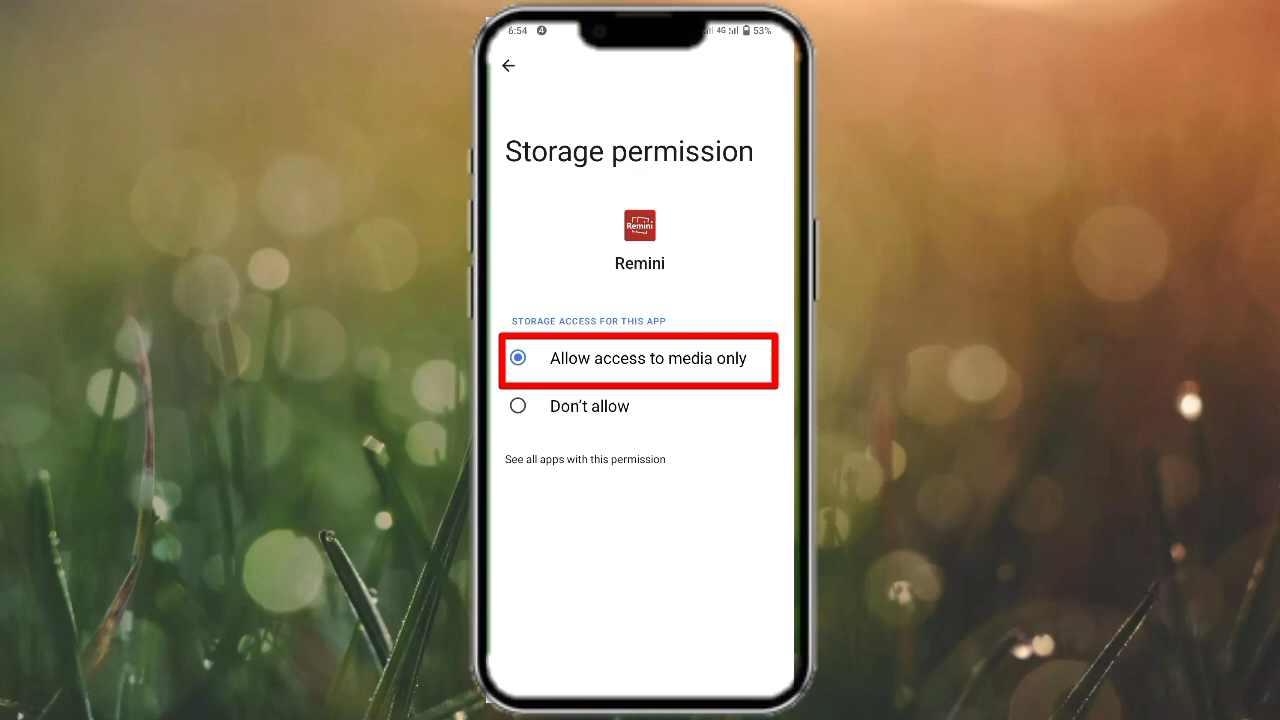 6:54 4 4G 53%
Storage permission
Remini
Remini
STORAGE ACCESS FOR THIS APP
Allow access to media only
Don't allow
See all apps with this permission